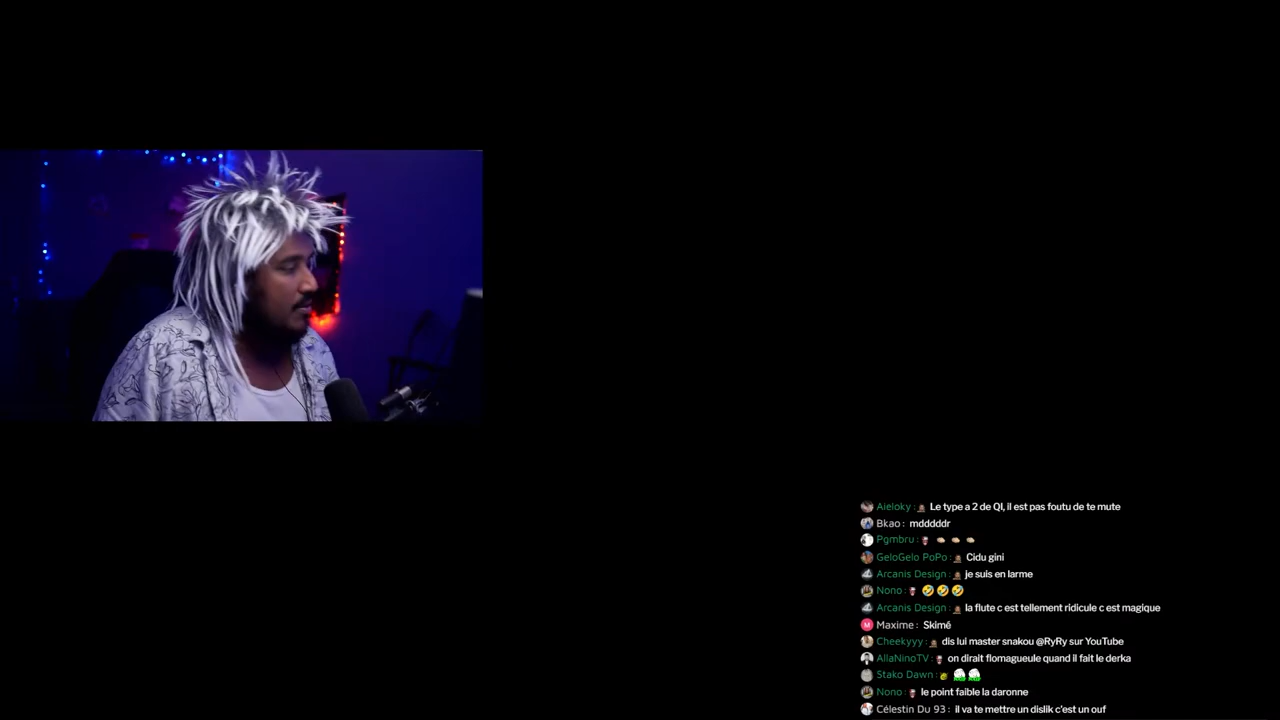 Aieloky : Le type a 2 de QI, il est pas foutu de te mute
Bkao : mdddddr
Pgmbru :
GeloGelo PoPo : Cidu gini
Arcanis Design : je suis en larme
Nono : 🤣 🤣 🤣
Arcanis Design : la flute c est tellement ridicule c est magique
M Maxime : Skimé
Cheekyyy : dis lui master snakou @RyRy sur YouTube
AllaNinoTV : on dirait flomagueule quand il fait le derka
Stako Dawn :
Nono : le point faible la daronne
Célestin Du 93 : il va te mettre un dislik c'est un ouf